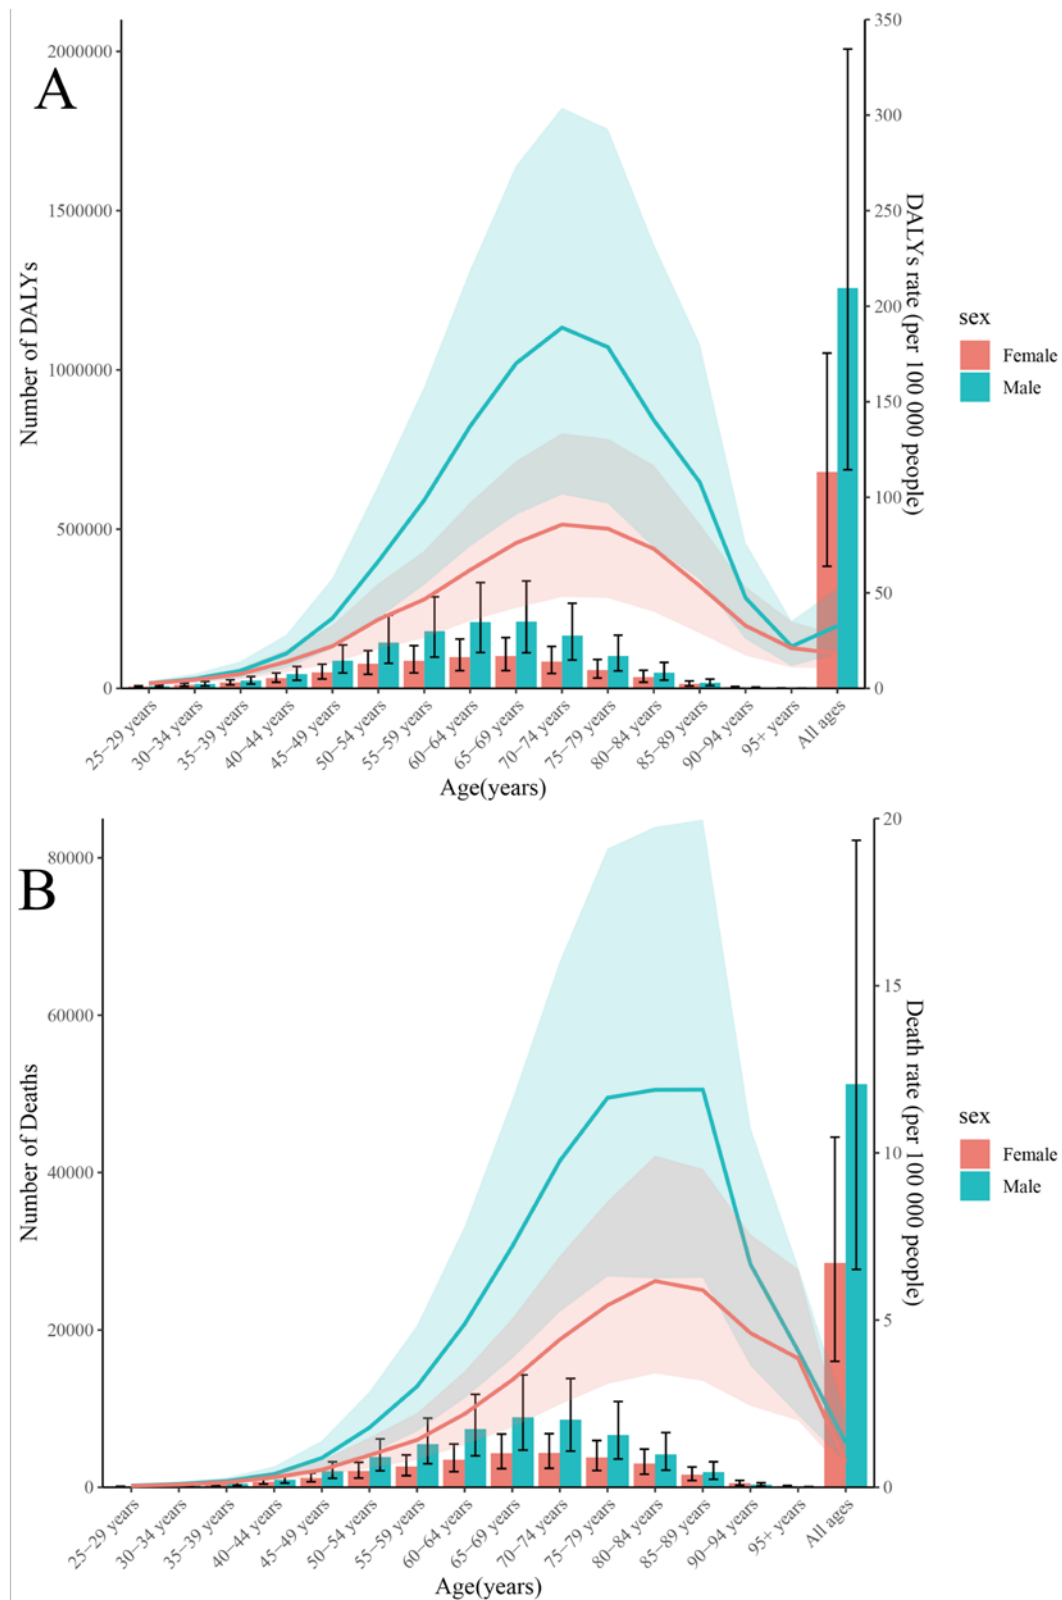 A
Number of DALYs
2000000
1500000
1000000
500000
0
350
300
250
200
150
100
50
0
DALYs rate (per 100 000 people)
sex
Female
Male
25–29 years
30–34 years
35–39 years
40–44 years
45–49 years
50–54 years
55–59 years
60–64 years
65–69 years
70–74 years
75–79 years
80–84 years
85–89 years
90–94 years
95+ years
All ages
Age(years)
B
Number of Deaths
80000
60000
40000
20000
0
20
15
10
5
0
Death rate (per 100 000 people)
sex
Female
Male
25–29 years
30–34 years
35–39 years
40–44 years
45–49 years
50–54 years
55–59 years
60–64 years
65–69 years
70–74 years
75–79 years
80–84 years
85–89 years
90–94 years
95+ years
All ages
Age(years)